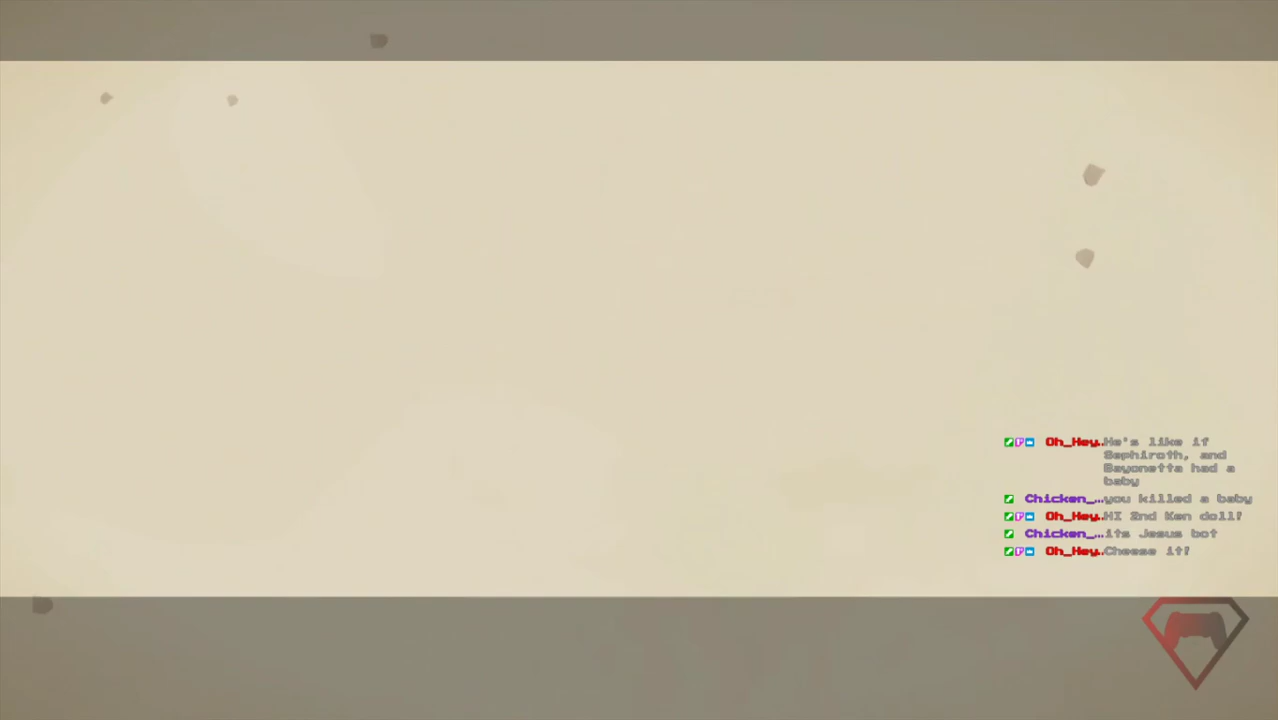 Oh_Hey..He's like if
Sephiroth, and
Bayonetta had a
baby
Chicken_...you killed a baby
Oh_Hey..HI 2nd Ken doll!
Chicken_...its Jesus bot
Oh_Hey..Cheese it!